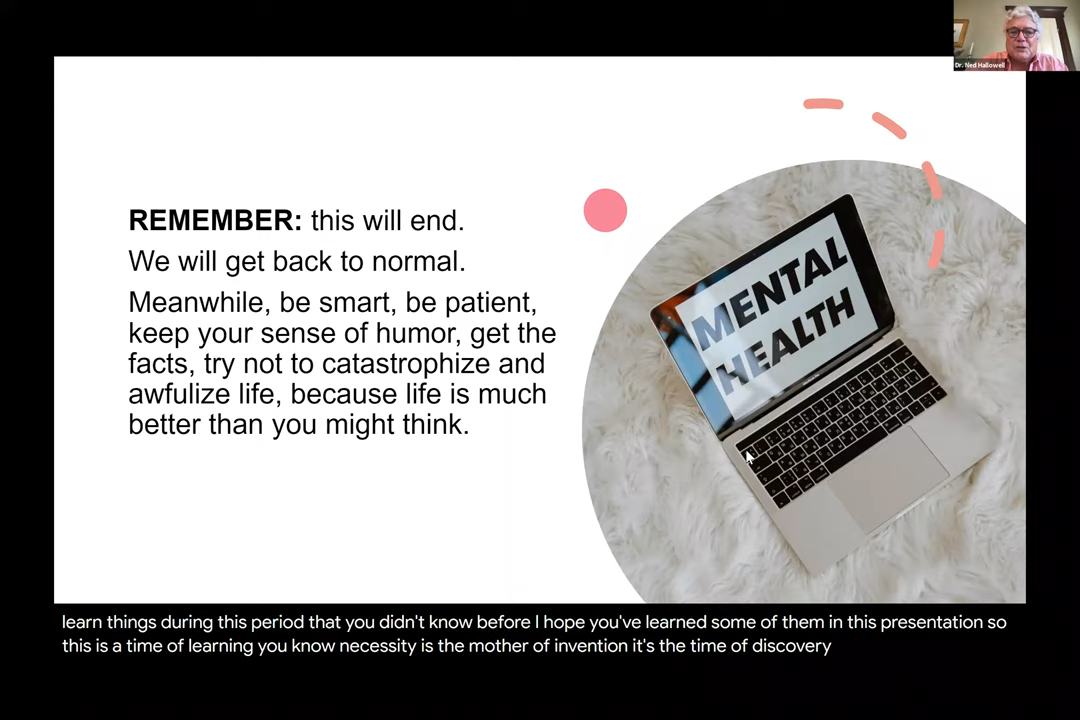 Dr. Ned Hallowell
REMEMBER: this will end.
We will get back to normal.
Meanwhile, be smart, be patient,
keep your sense of humor, get the
facts, try not to catastrophize and
awfulize life, because life is much
better than you might think.
MENTAL
HEALTH
learn things during this period that you didn't know before I hope you've learned some of them in this presentation so
this is a time of learning you know necessity is the mother of invention it's the time of discovery